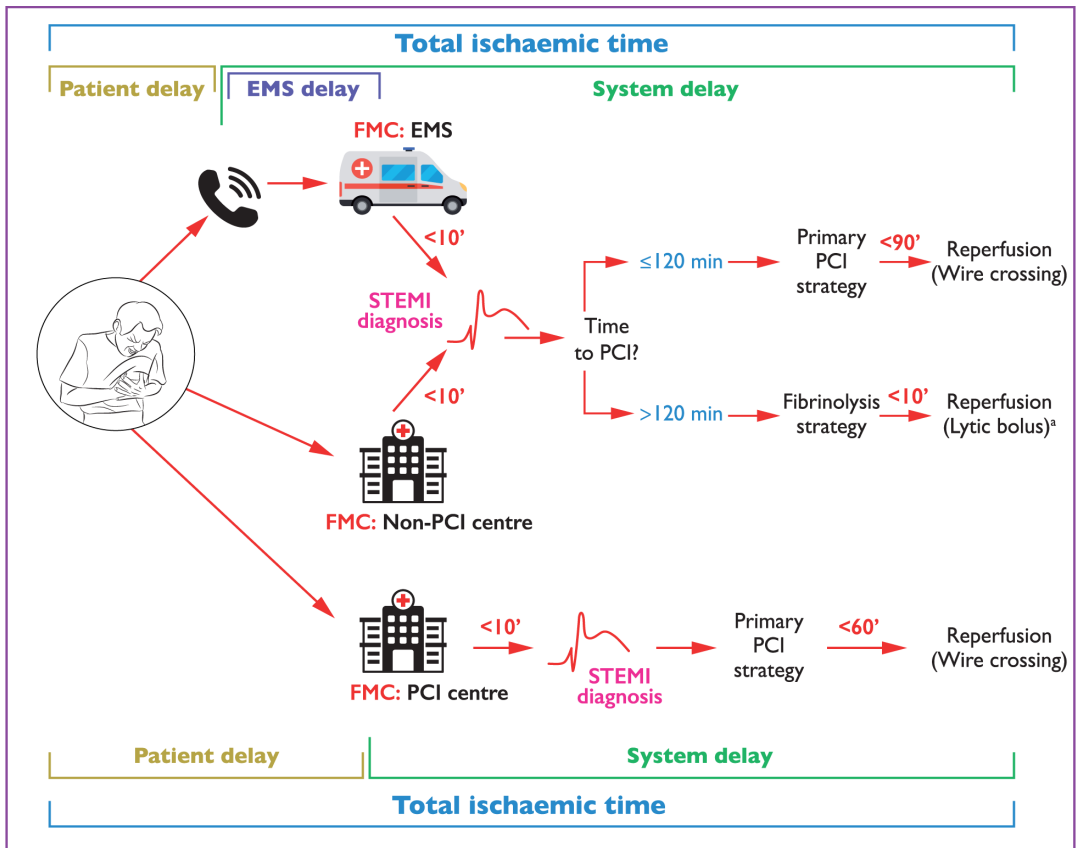 Total ischaemic time
Patient delay
EMS delay
System delay
FMC: EMS
<10’
STEMI
diagnosis
<10’
FMC: Non-PCI centre
Time
to PCI?
≤120 min
Primary
PCI
strategy
<90’
Reperfusion
(Wire crossing)
>120 min
Fibrinolysis
strategy
<10’
Reperfusion
(Lytic bolus)ᵃ
FMC: PCI centre
<10’
STEMI
diagnosis
Primary
PCI
strategy
<60’
Reperfusion
(Wire crossing)
Patient delay
System delay
Total ischaemic time